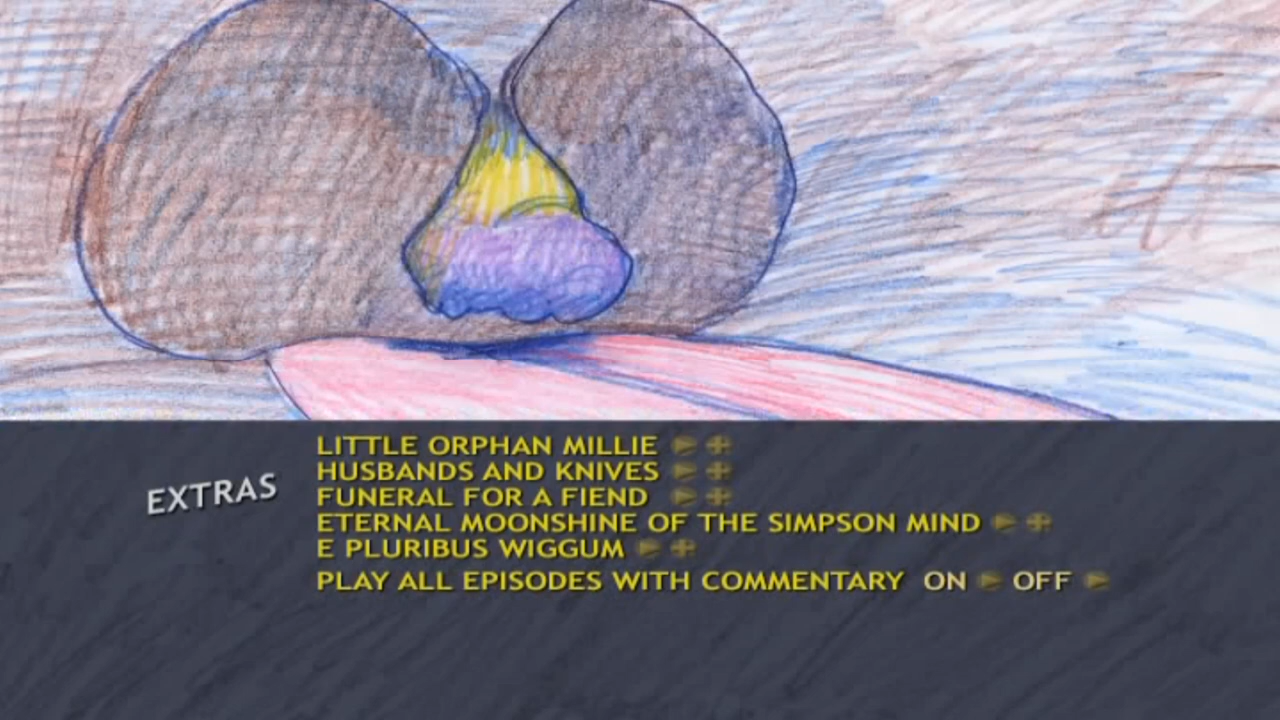 LITTLE ORPHAN MILLIE
HUSBANDS AND KNIVES
EXTRAS
FUNERAL FOR A FIEND
ETERNAL MOONSHINE OF THE SIMPSON MIND
E PLURIBUS WIGGUM
PLAY ALL EPISODES WITH COMMENTARY ON OFF